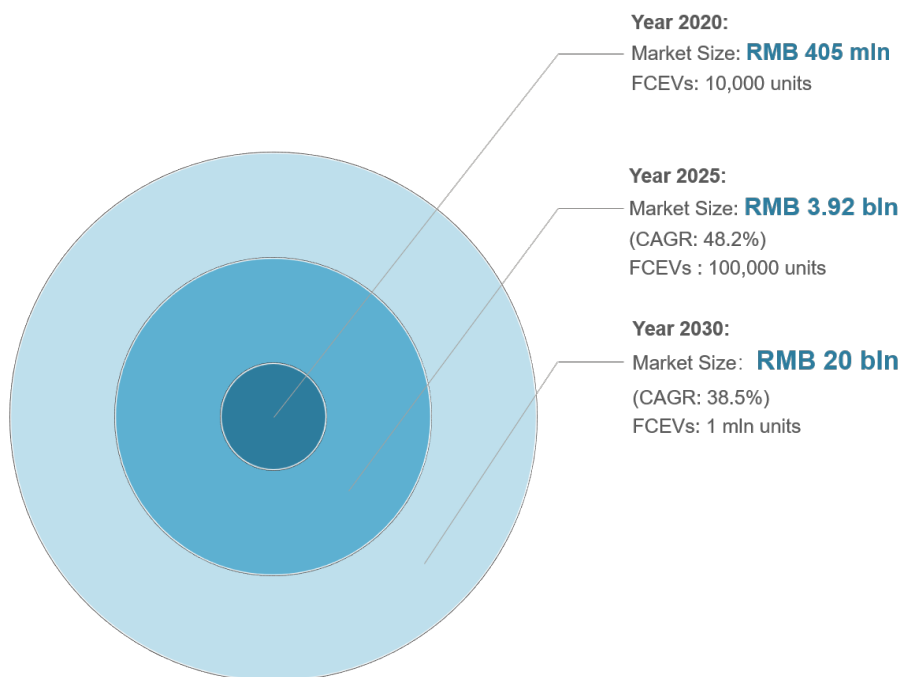 Year 2020:
Market Size: RMB 405 mln
FCEVs: 10,000 units
Year 2025:
Market Size: RMB 3.92 bln
(CAGR: 48.2%)
FCEVs : 100,000 units
Year 2030:
Market Size： RMB 20 bln
(CAGR: 38.5%)
FCEVs: 1 mln units